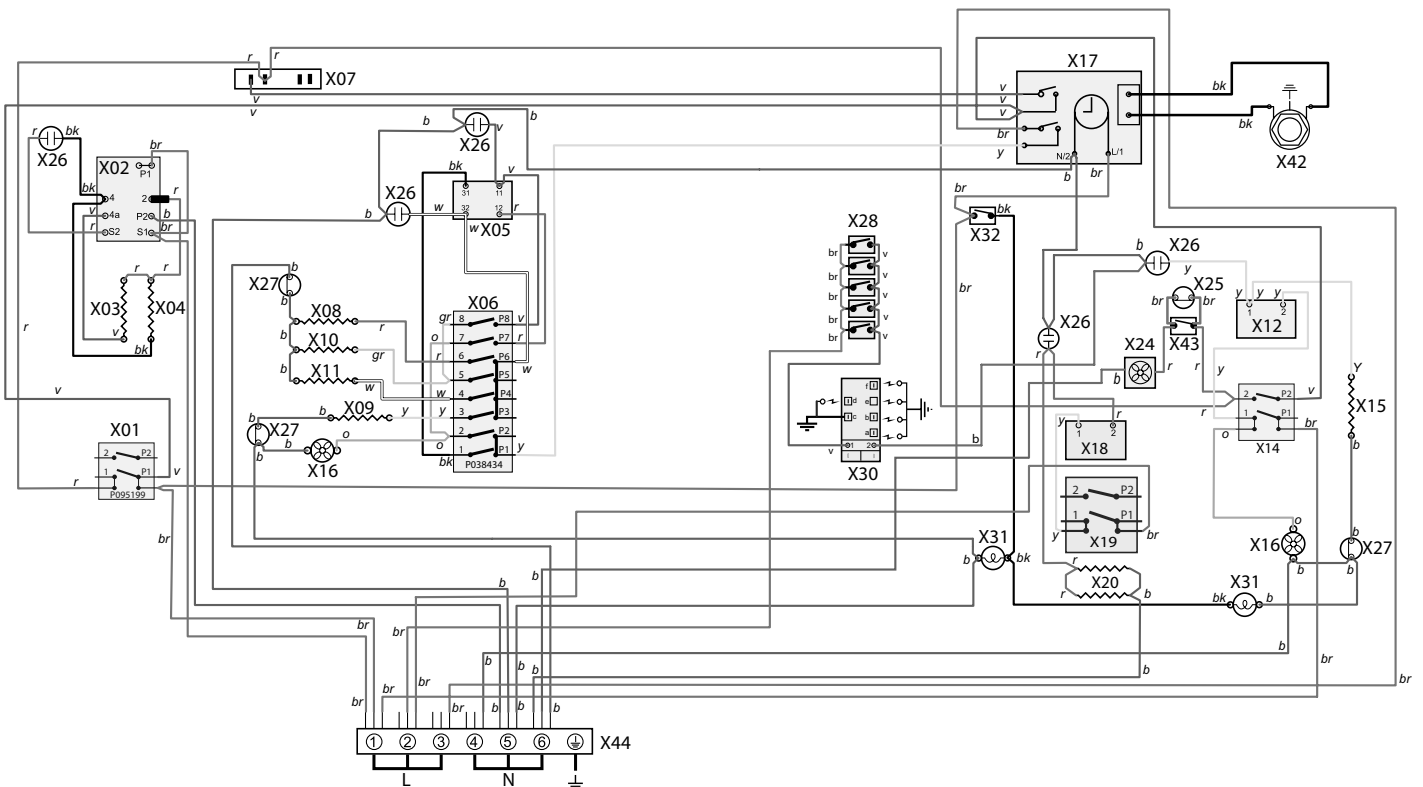 X17
r
r
X07
v
v
v
v
v
br
y
N/2
L/1
b
br
bk
bk
X42
r
bk
X26
X02
br
P1
bk
4
2
r
v
4a
P2
b
r
S2
S1
br
r
r
X03
X04
v
bk
r
v
b
v
b
X26
bk
v
31
11
X26
b
w
32
12
r
w
X05
b
X27
b
X08
r
X10
gr
X11
w
b
X09
y
b
X27
b
b
X16
o
X06
gr
8
P8
v
o
7
P7
r
r
6
P6
5
P5
w
w
4
P4
y
3
P3
2
P2
o
1
P1
y
bk
P038434
X01
2
P2
1
P1
v
r
P095199
br
X28
br
v
br
v
br
v
br
v
br
f
d
e
c
b
a
1
2
v
b
X30
br
bk
X32
br
b
X26
y
X25
br
br
X43
X24
b
r
r
y
y
y
y
1
2
X12
X26
r
y
r
1
2
X18
2
P2
v
1
P1
br
o
X14
Y
X15
b
2
P2
1
P1
y
X19
br
r
X20
r
b
X31
b
bk
o
X16
b
b
X27
b
X31
bk
b
b
b
b
br
br
br
br
br
br
b
b
b
b
b
b
b
br
br
1
2
3
4
5
6
X44
L
N